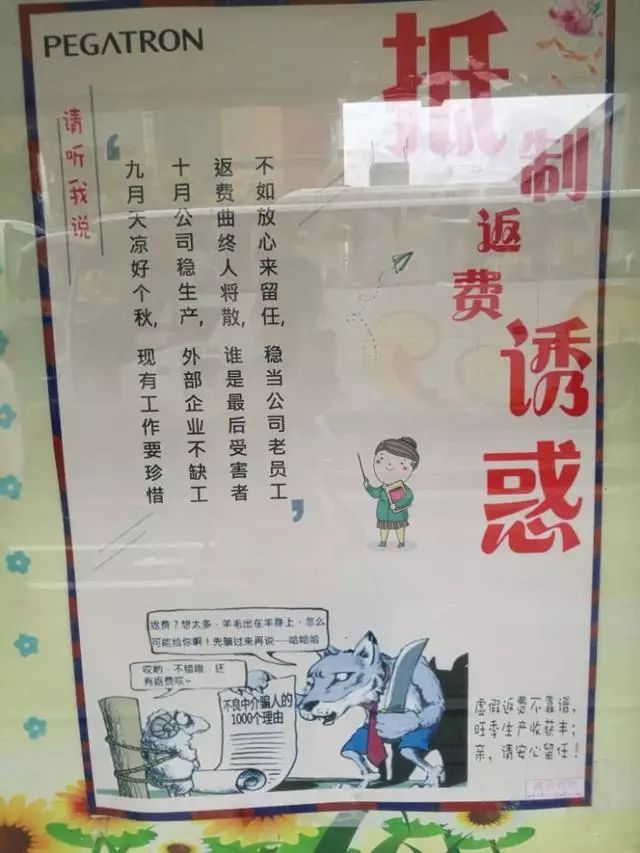 PEGATRON
抵制返费诱惑
请听我说
九月天凉好个秋，现有工作要珍惜
十月公司稳生产，外部企业不缺工
返费曲终人将散，谁是最后受害者
不如放心来留任，稳当公司老员工
返费？想太多，羊毛出在羊身上，怎么
可能给你啊！先骗过来再说——哈哈哈
哎哟，不错哦，还
有返费哎~
不良中介骗人的
1000个理由
虚假返费不靠谱，
旺季生产收获丰；
亲，请安心留任！